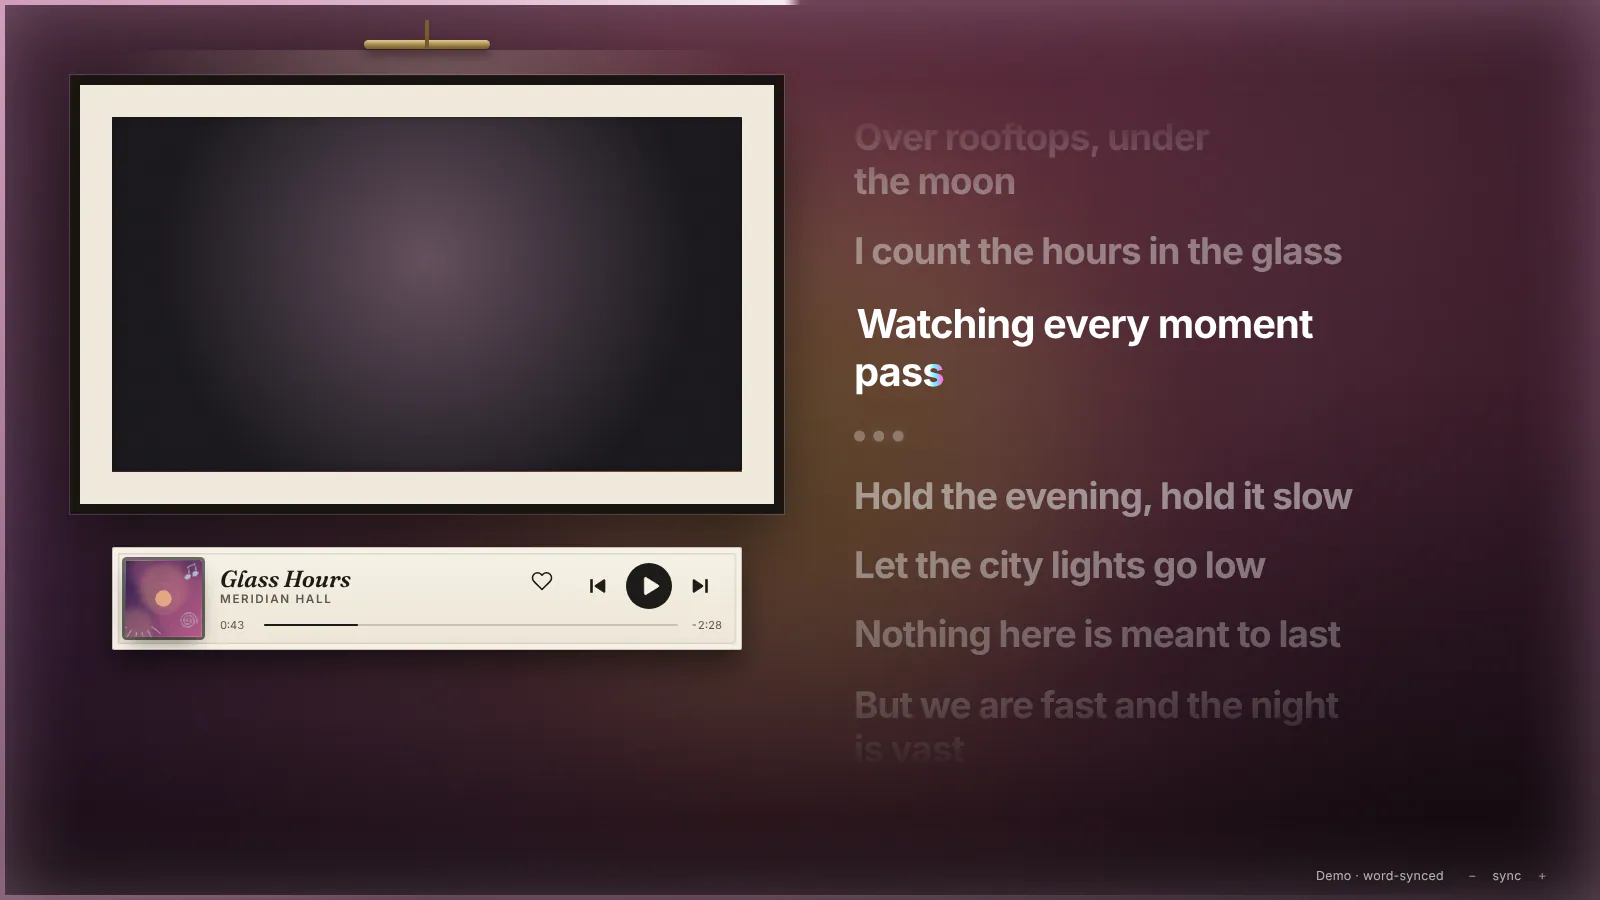 Over rooftops, under
the moon
I count the hours in the glass
Watching every moment
pass
Hold the evening, hold it slow
Let the city lights go low
Nothing here is meant to last
But we are fast and the night
is vast
Glass Hours
MERIDIAN HALL
0:43
-2:28
Demo · word-synced − sync +